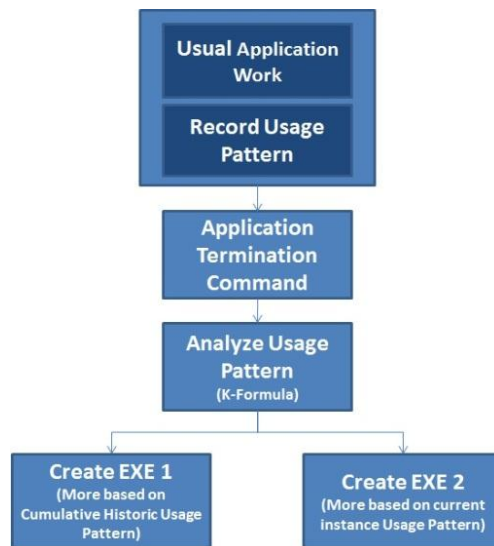 Usual Application
Work
Record Usage
Pattern
Application
Termination
Command
Analyze Usage
Pattern
(K-Formula)
Create EXE 1
(More based on
Cumulative Historic Usage
Pattern)
Create EXE 2
(More based on current
instance Usage Pattern)